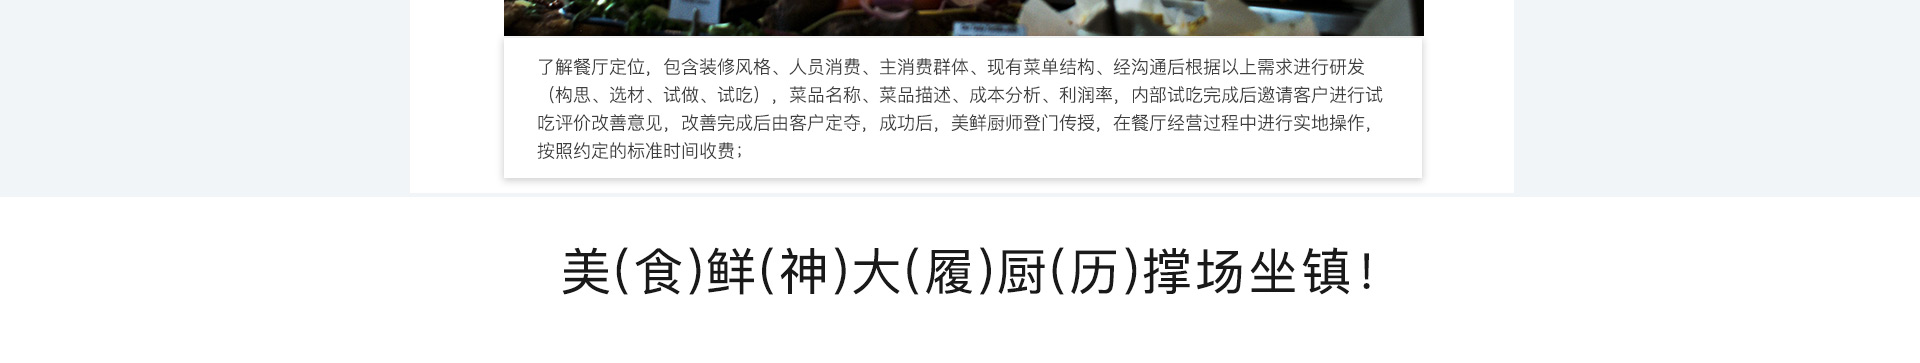 了解餐厅定位，包含装修风格、人员消费、主消费群体、现有菜单结构、经沟通后根据以上需求进行研发
（构思、选材、试做、试吃），菜品名称、菜品描述、成本分析、利润率，内部试吃完成后邀请客户进行试
吃评价改善意见，改善完成后由客户定夺，成功后，美鲜厨师登门传授，在餐厅经营过程中进行实地操作，
按照约定的标准时间收费；
美(食)鲜(神)大(履)厨(历)撑场坐镇！